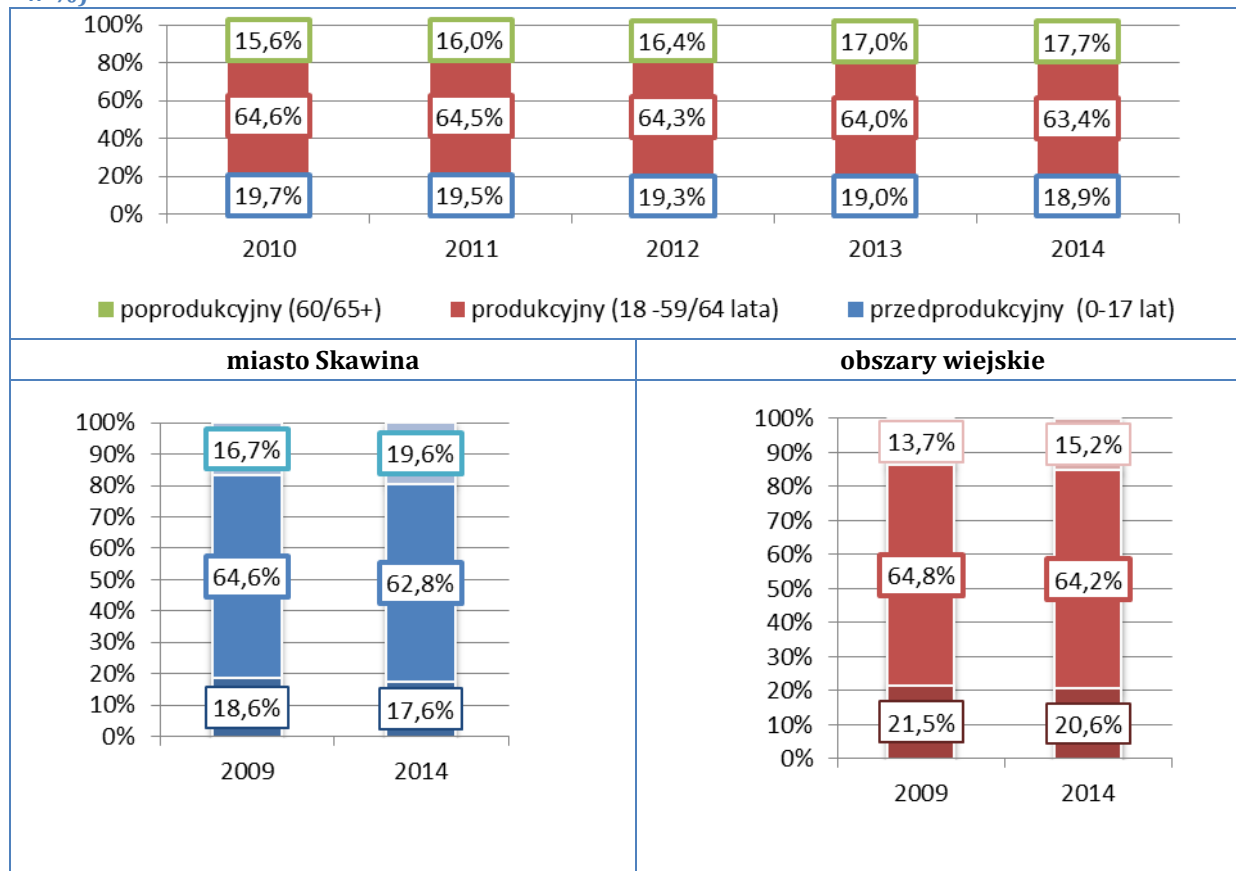 100% 15,6% 16,0% 16,4% 17,0% 17,7%
80%
60% 64,6% 64,5% 64,3% 64,0% 63,4%
40%
20% 19,7% 19,5% 19,3% 19,0% 18,9%
0%
2010 2011 2012 2013 2014
poprodukcyjny (60/65+) produkcyjny (18 -59/64 lata) przedprodukcyjny (0-17 lat)
miasto Skawina
100%
90% 16,7% 19,6%
80%
70%
60%
50% 64,6% 62,8%
40%
30%
20%
10% 18,6% 17,6%
0%
2009 2014
obszary wiejskie
100%
90% 13,7% 15,2%
80%
70%
60%
50% 64,8% 64,2%
40%
30%
20%
10% 21,5% 20,6%
0%
2009 2014